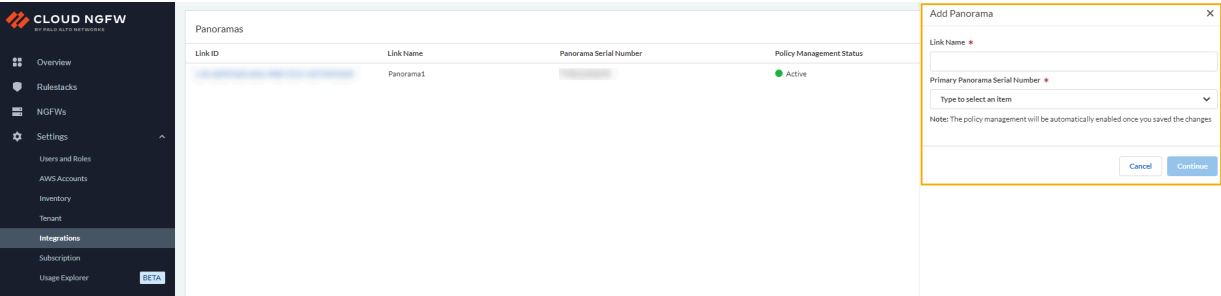 CLOUD NGFW
BY PALO ALTO NETWORKS
Overview
Rulestacks
NGFWs
Settings
Users and Roles
AWS Accounts
Inventory
Tenant
Integrations
Subscription
Usage Explorer BETA
Panoramas
Link ID Link Name Panorama Serial Number Policy Management Status
Panorama1 Active
Add Panorama
Link Name *
Primary Panorama Serial Number *
Type to select an item
Note: The policy management will be automatically enabled once you saved the changes
Cancel Continue